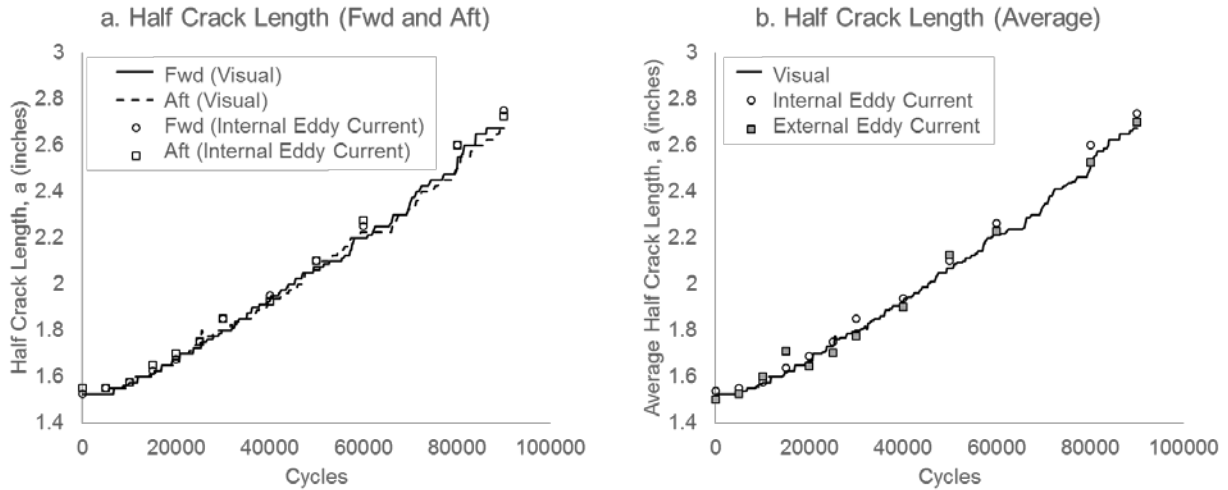 a. Half Crack Length (Fwd and Aft)
Half Crack Length, a (inches)
3
2.8
2.6
2.4
2.2
2
1.8
1.6
1.4
Fwd (Visual)
Aft (Visual)
Fwd (Internal Eddy Current)
Aft (Internal Eddy Current)
0 20000 40000 60000 80000 100000
Cycles
b. Half Crack Length (Average)
Average Half Crack Length, a (inches)
3
2.8
2.6
2.4
2.2
2
1.8
1.6
1.4
Visual
Internal Eddy Current
External Eddy Current
0 20000 40000 60000 80000 100000
Cycles